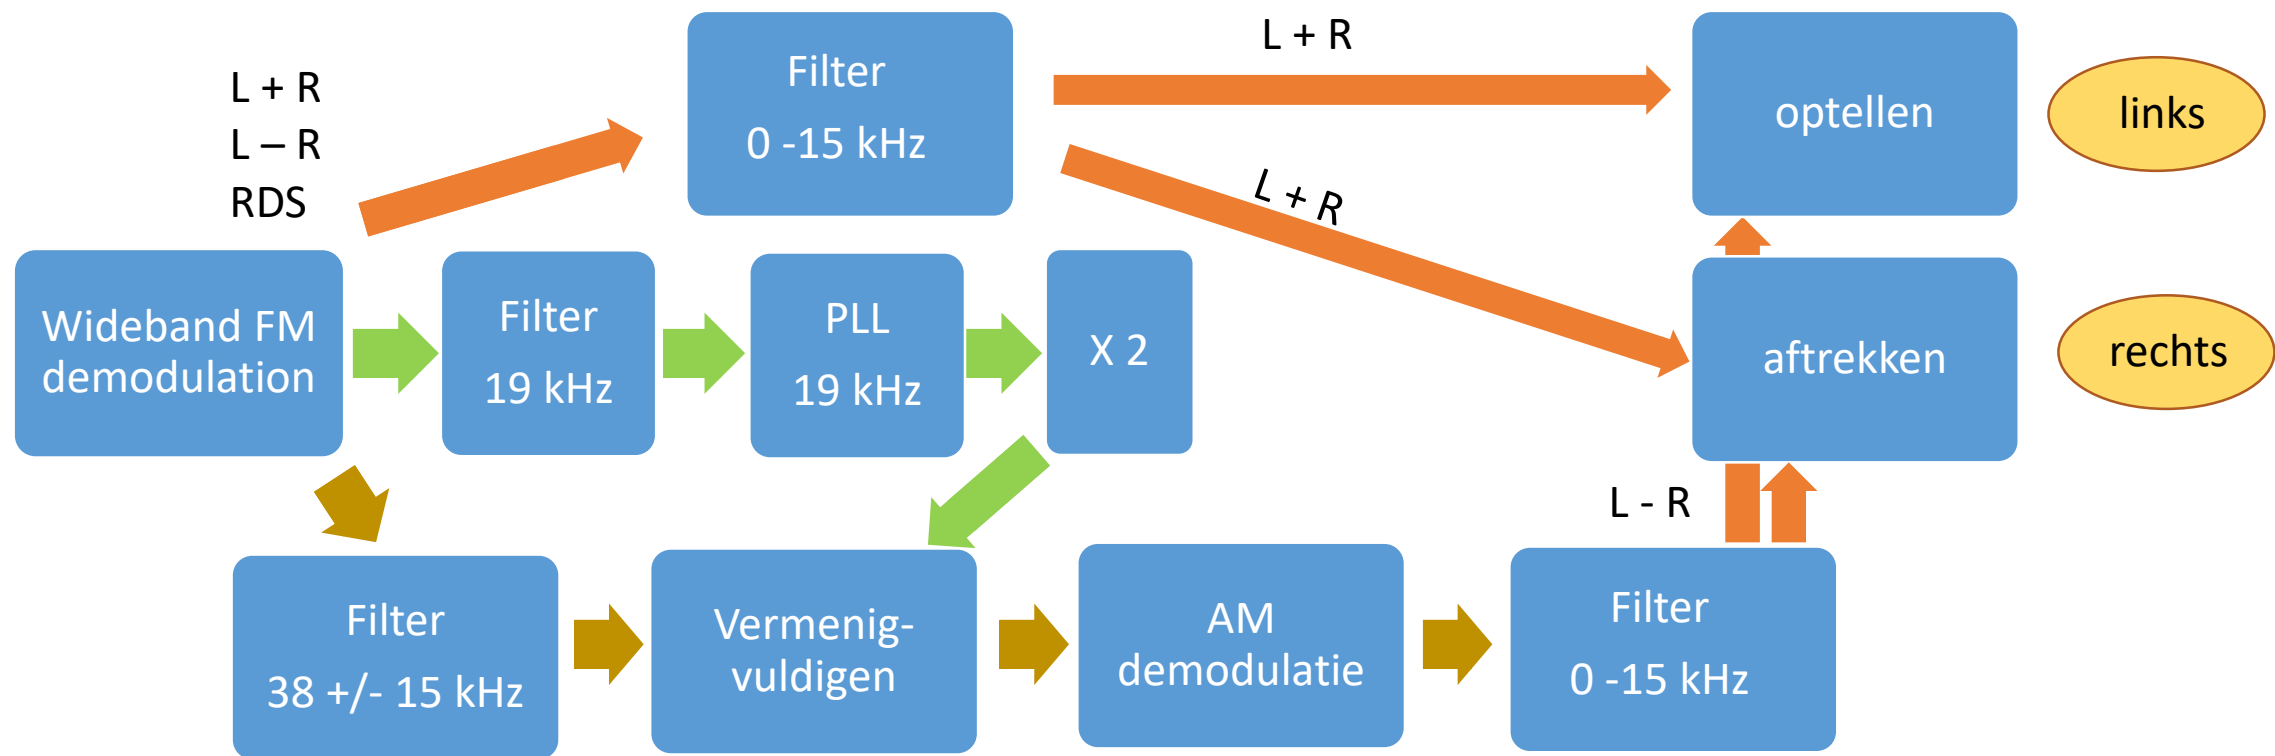 L + R
L – R
RDS
Filter
0 -15 kHz
L + R
L + R
optellen
links
Wideband FM
demodulation
Filter
19 kHz
PLL
19 kHz
X 2
aftrekken
rechts
L - R
Filter
38 +/- 15 kHz
Vermenig-
vuldigen
AM
demodulatie
Filter
0 -15 kHz